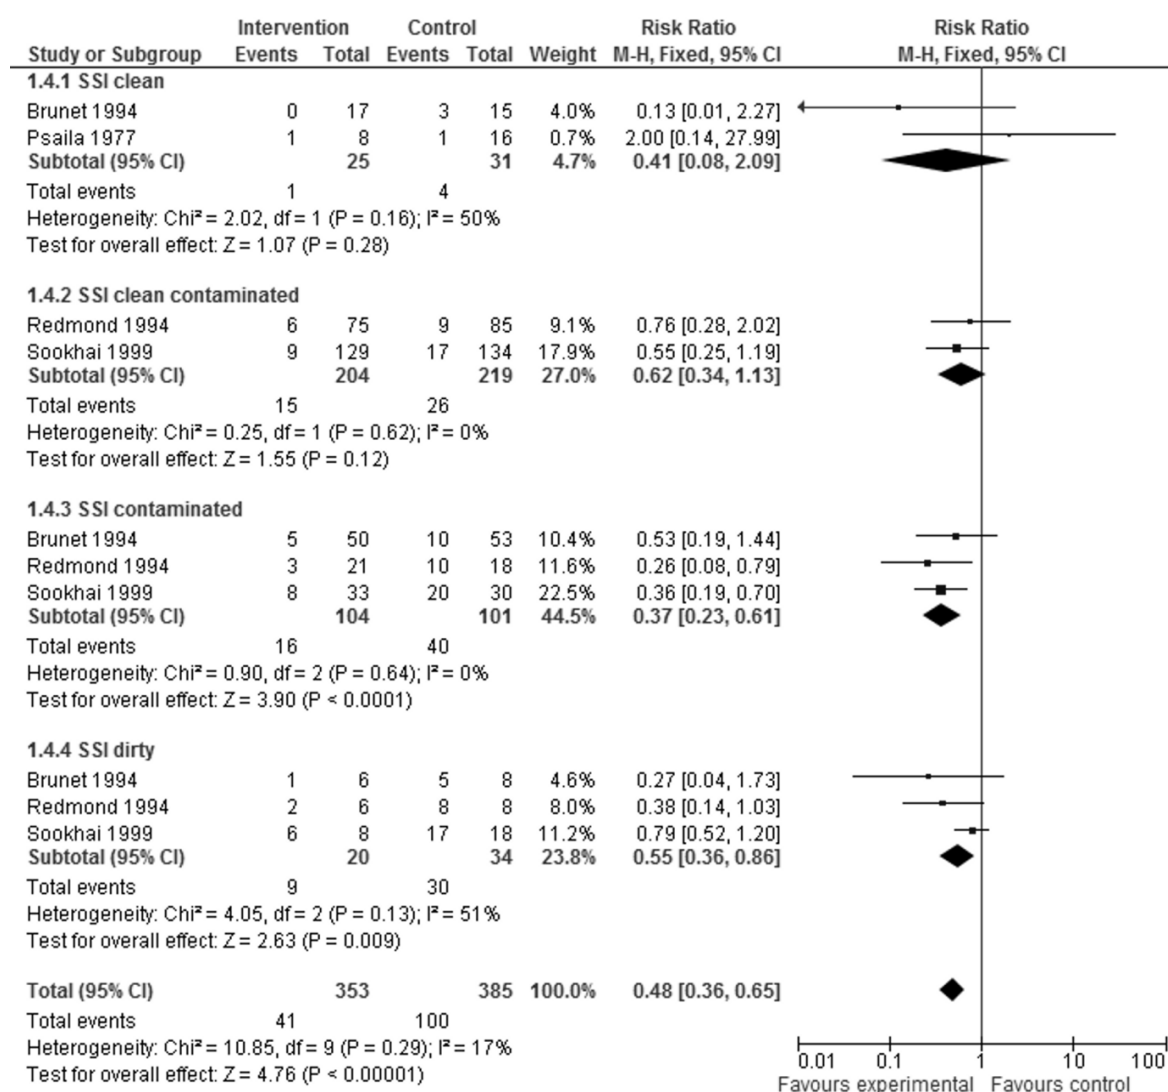 Intervention Control Risk Ratio Risk Ratio
Study or Subgroup Events Total Events Total Weight M-H, Fixed, 95% CI M-H, Fixed, 95% CI
1.4.1 SSI clean
Brunet 1994 0 17 3 15 4.0% 0.13 [0.01, 2.27]
Psaila 1977 1 8 1 16 0.7% 2.00 [0.14, 27.99]
Subtotal (95% CI) 25 31 4.7% 0.41 [0.08, 2.09]
Total events 1 4
Heterogeneity: Chi² = 2.02, df = 1 (P = 0.16); I² = 50%
Test for overall effect: Z = 1.07 (P = 0.28)
1.4.2 SSI clean contaminated
Redmond 1994 6 75 9 85 9.1% 0.76 [0.28, 2.02]
Sookhai 1999 9 129 17 134 17.9% 0.55 [0.25, 1.19]
Subtotal (95% CI) 204 219 27.0% 0.62 [0.34, 1.13]
Total events 15 26
Heterogeneity: Chi² = 0.25, df = 1 (P = 0.62); I² = 0%
Test for overall effect: Z = 1.55 (P = 0.12)
1.4.3 SSI contaminated
Brunet 1994 5 50 10 53 10.4% 0.53 [0.19, 1.44]
Redmond 1994 3 21 10 18 11.6% 0.26 [0.08, 0.79]
Sookhai 1999 8 33 20 30 22.5% 0.36 [0.19, 0.70]
Subtotal (95% CI) 104 101 44.5% 0.37 [0.23, 0.61]
Total events 16 40
Heterogeneity: Chi² = 0.90, df = 2 (P = 0.64); I² = 0%
Test for overall effect: Z = 3.90 (P < 0.0001)
1.4.4 SSI dirty
Brunet 1994 1 6 5 8 4.6% 0.27 [0.04, 1.73]
Redmond 1994 2 6 8 8 8.0% 0.38 [0.14, 1.03]
Sookhai 1999 6 8 17 18 11.2% 0.79 [0.52, 1.20]
Subtotal (95% CI) 20 34 23.8% 0.55 [0.36, 0.86]
Total events 9 30
Heterogeneity: Chi² = 4.05, df = 2 (P = 0.13); I² = 51%
Test for overall effect: Z = 2.63 (P = 0.009)
Total (95% CI) 353 385 100.0% 0.48 [0.36, 0.65]
Total events 41 100
Heterogeneity: Chi² = 10.85, df = 9 (P = 0.29); I² = 17%
Test for overall effect: Z = 4.76 (P < 0.00001)
0.01 0.1 1 10 100
Favours experimental Favours control